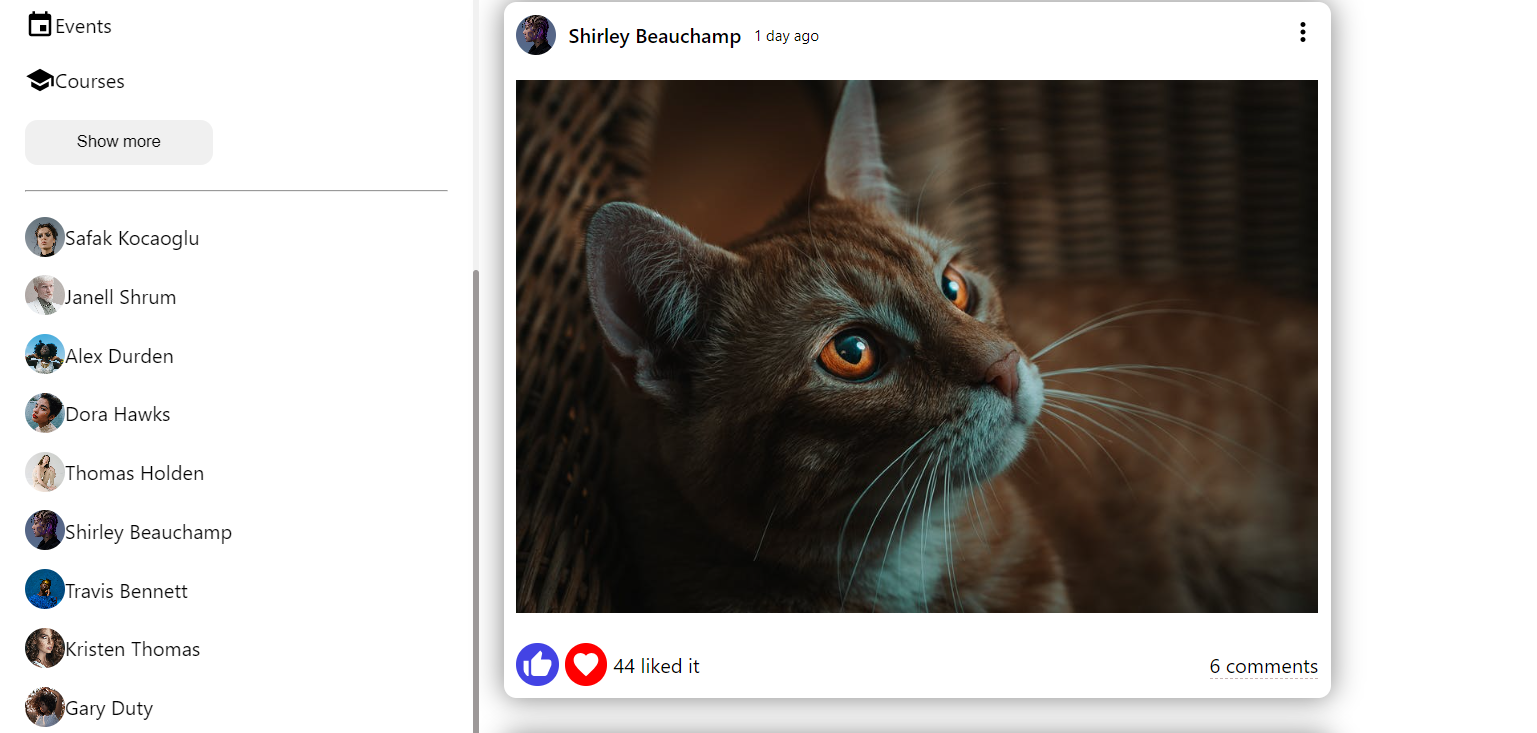 Events
Courses
Show more
Safak Kocaoglu
Janell Shrum
Alex Durden
Dora Hawks
Thomas Holden
Shirley Beauchamp
Travis Bennett
Kristen Thomas
Gary Duty
Shirley Beauchamp 1 day ago
44 liked it
6 comments